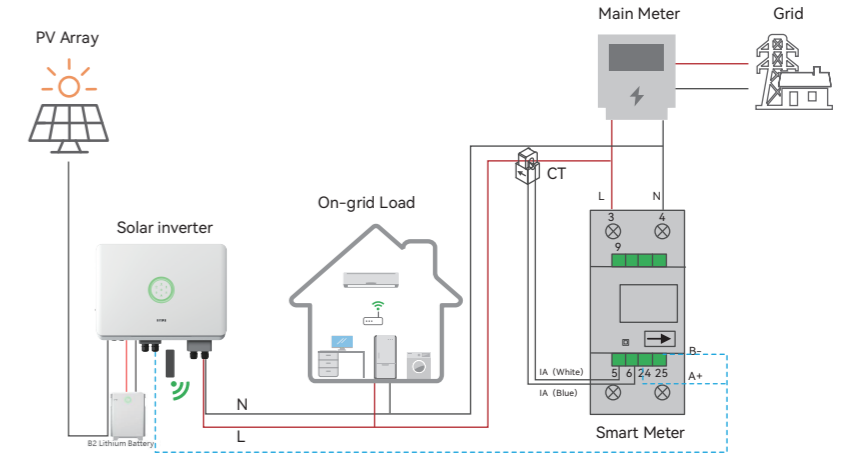 Main Meter
Grid
PV Array
CT
L
N
On-grid Load
3
4
Solar inverter
9
B-
IA (White)
5 6 24 25
A+
IA (Blue)
N
L
Smart Meter
B2 Lithium Battery